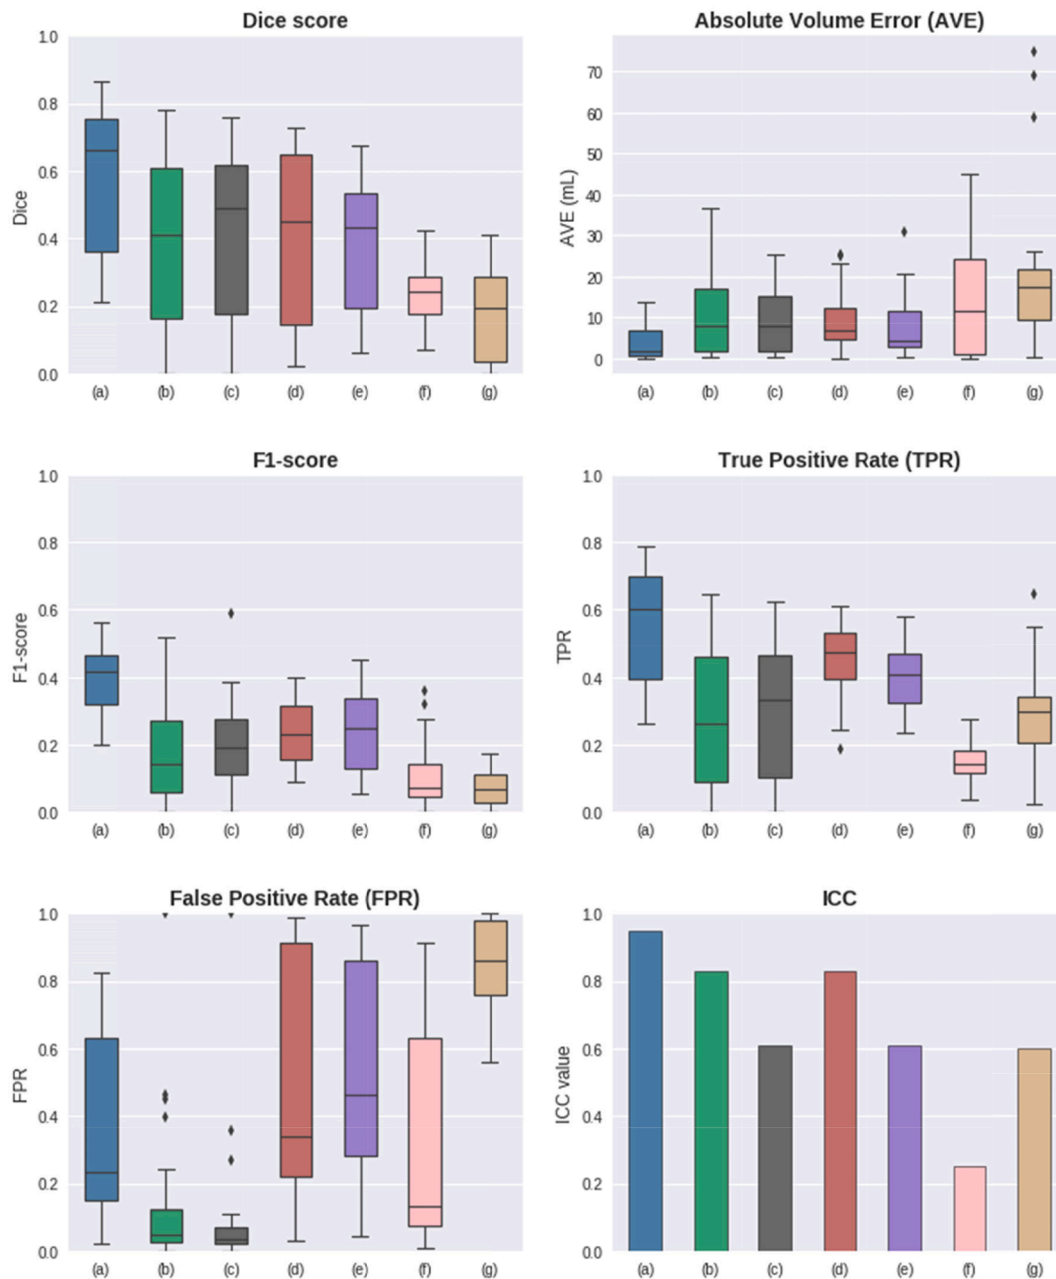 Dice score
Dice
1.0
0.8
0.6
0.4
0.2
0.0
(a) (b) (c) (d) (e) (f) (g)
Absolute Volume Error (AVE)
AVE (mL)
70
60
50
40
30
20
10
0
(a) (b) (c) (d) (e) (f) (g)
F1-score
F1-score
1.0
0.8
0.6
0.4
0.2
0.0
(a) (b) (c) (d) (e) (f) (g)
True Positive Rate (TPR)
TPR
1.0
0.8
0.6
0.4
0.2
0.0
(a) (b) (c) (d) (e) (f) (g)
False Positive Rate (FPR)
FPR
1.0
0.8
0.6
0.4
0.2
0.0
(a) (b) (c) (d) (e) (f) (g)
ICC
ICC value
1.0
0.8
0.6
0.4
0.2
0.0
(a) (b) (c) (d) (e) (f) (g)